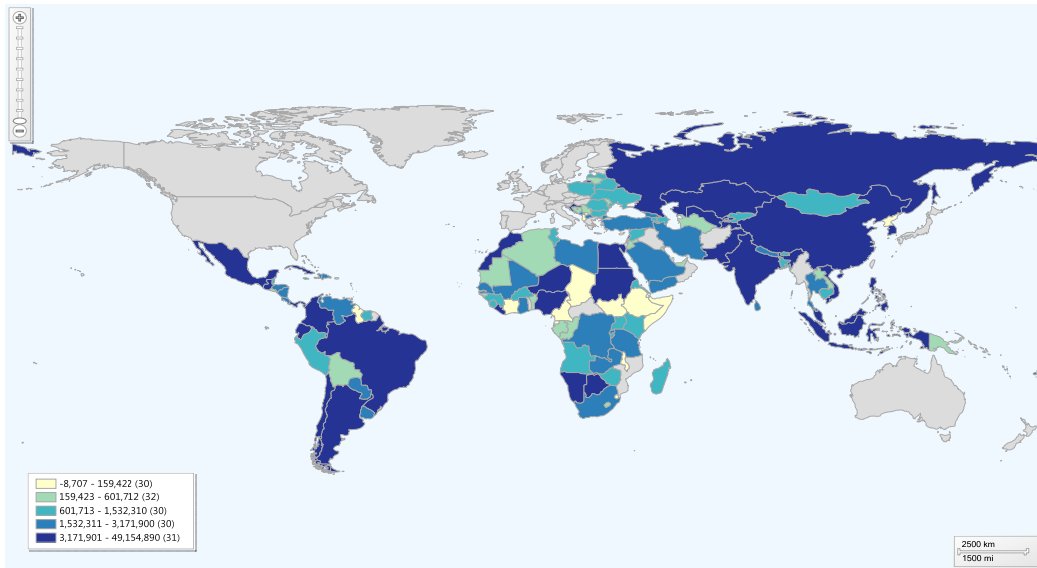 -8,707 - 159,422 (30)
159,423 - 601,712 (32)
601,713 - 1,532,310 (30)
1,532,311 - 3,171,900 (30)
3,171,901 - 49,154,890 (31)
2500 km
1500 mi